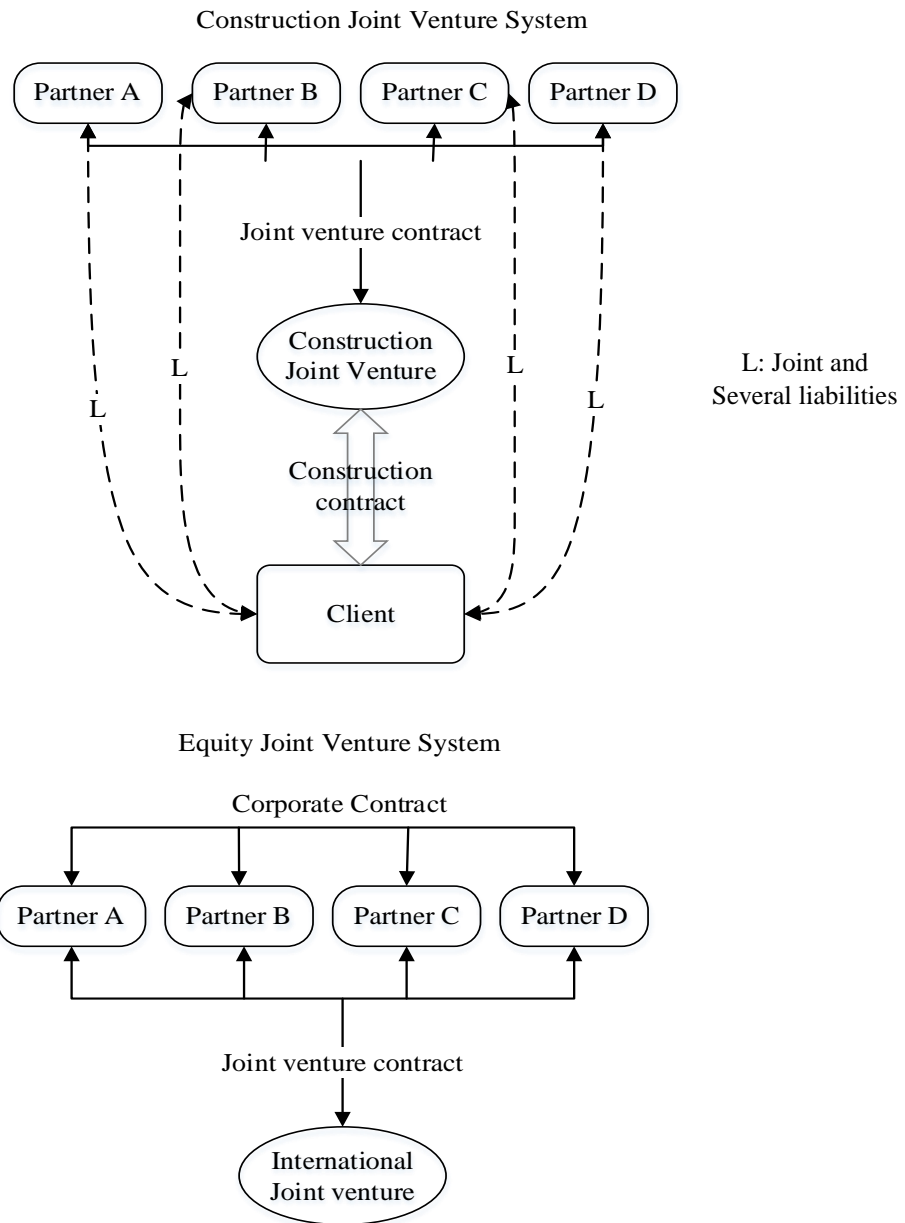 Construction Joint Venture System
Partner A
Partner B
Partner C
Partner D
Joint venture contract
Construction
Joint Venture
L
L
L
L
L: Joint and
Several liabilities
Construction
contract
Client
Equity Joint Venture System
Corporate Contract
Partner A
Partner B
Partner C
Partner D
Joint venture contract
International
Joint venture